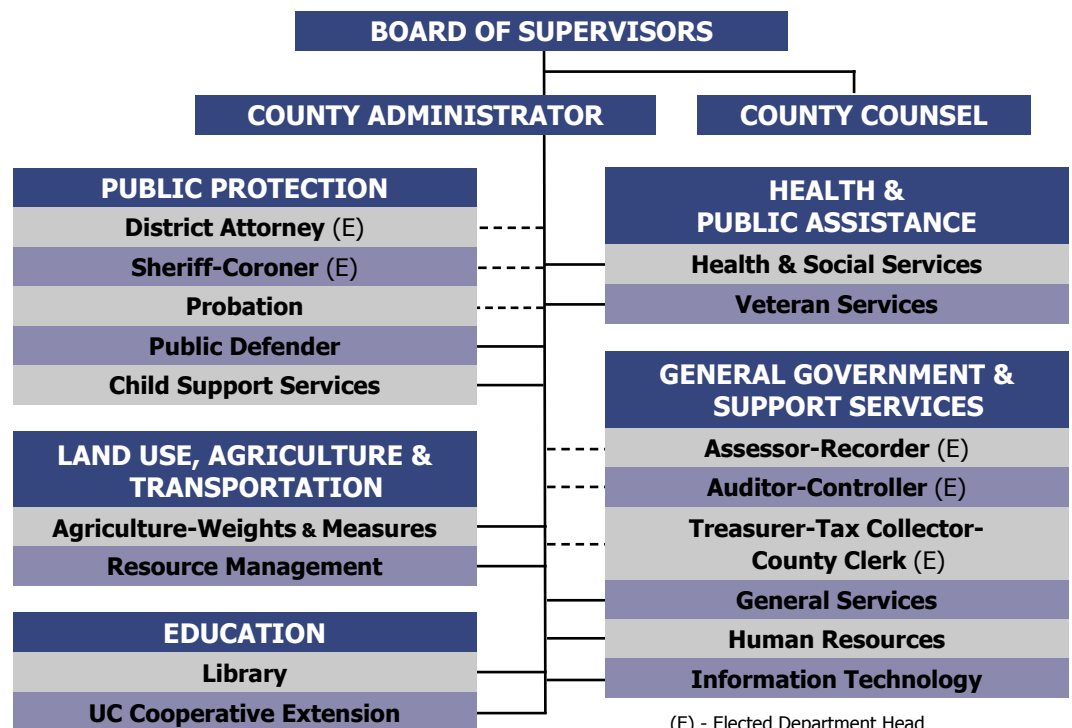 BOARD OF SUPERVISORS
COUNTY ADMINISTRATOR
COUNTY COUNSEL
PUBLIC PROTECTION
District Attorney (E)
Sheriff-Coroner (E)
Probation
Public Defender
Child Support Services
LAND USE, AGRICULTURE &
TRANSPORTATION
Agriculture-Weights & Measures
Resource Management
EDUCATION
Library
UC Cooperative Extension
HEALTH &
PUBLIC ASSISTANCE
Health & Social Services
Veteran Services
GENERAL GOVERNMENT &
SUPPORT SERVICES
Assessor-Recorder (E)
Auditor-Controller (E)
Treasurer-Tax Collector-
County Clerk (E)
General Services
Human Resources
Information Technology
(E) - Elected Department Head